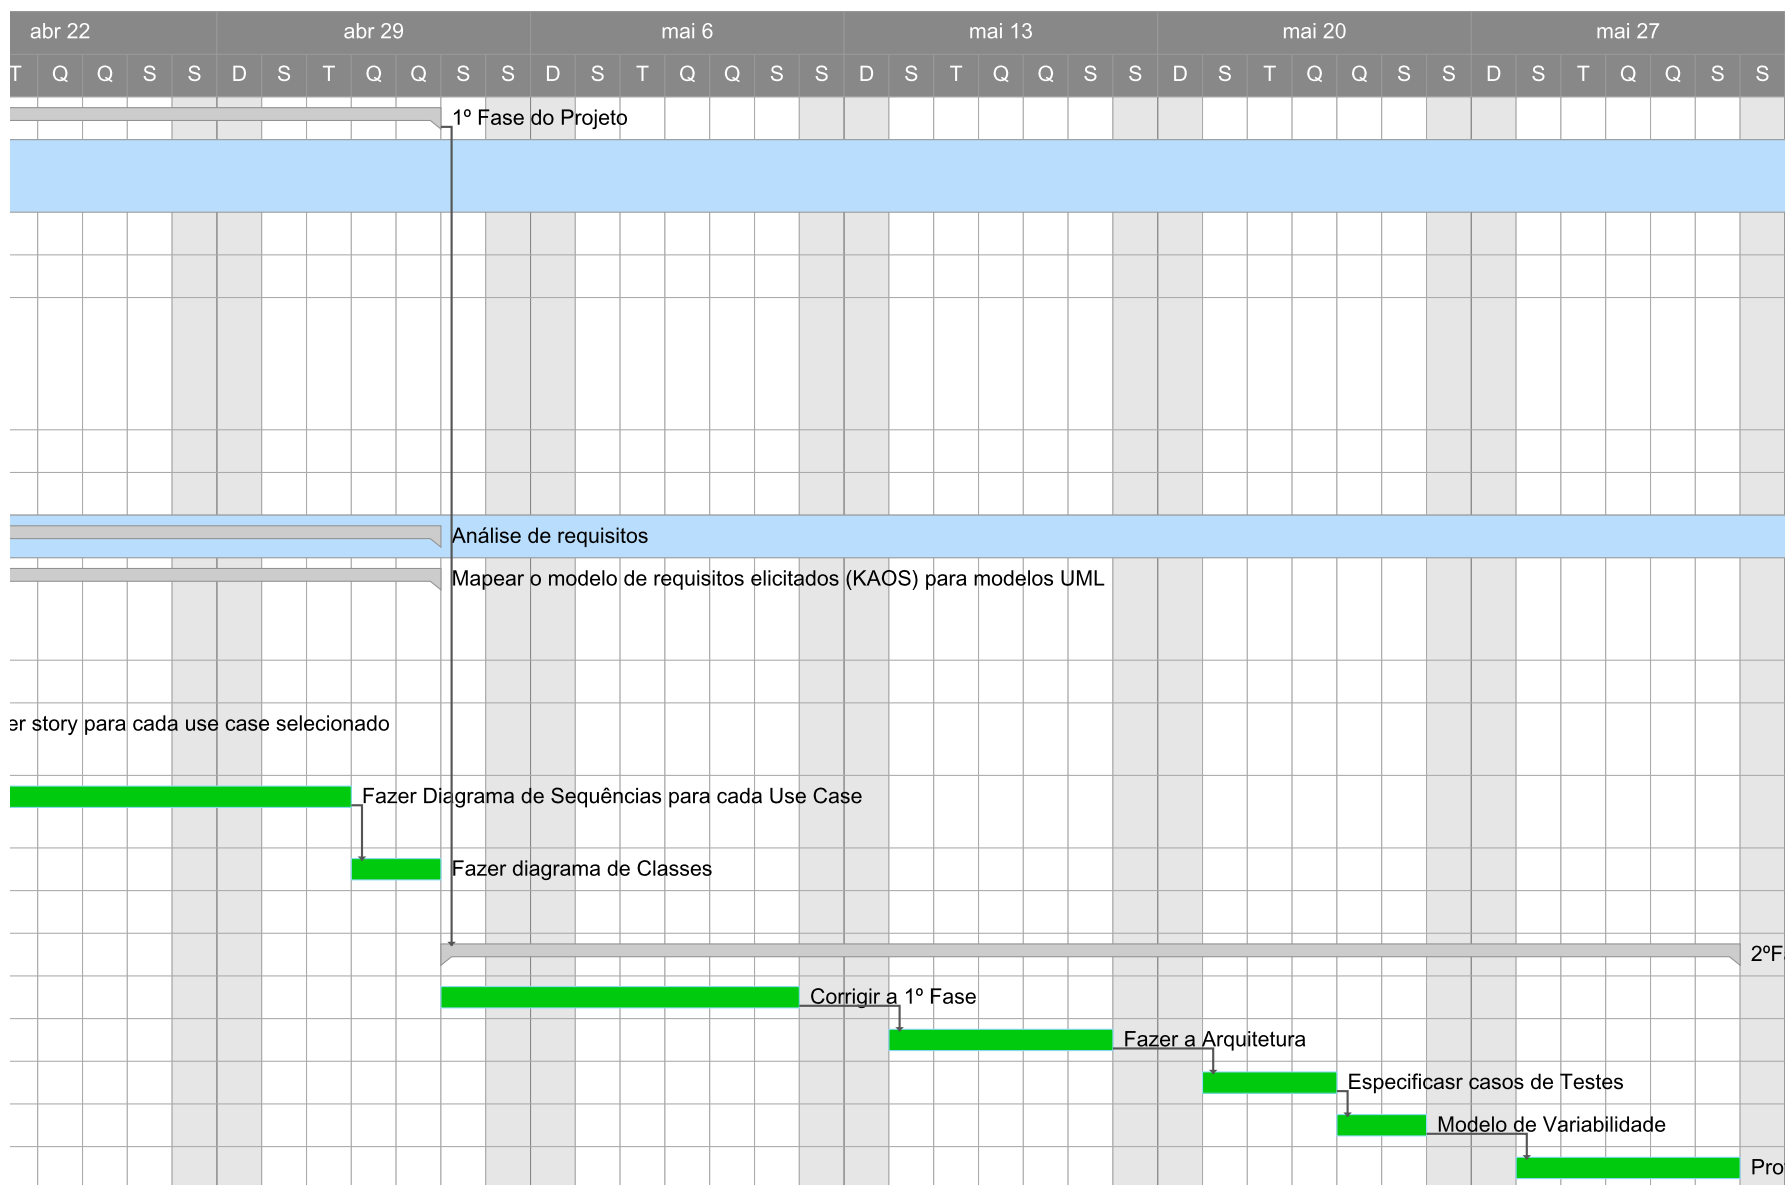 abr 22 abr 29 mai 6 mai 13 mai 20 mai 27
T Q Q S S D S T Q Q S S D S T Q Q S S D S T Q Q S S D S T Q Q S S D S T Q Q S S
1º Fase do Projeto
Análise de requisitos
Mapear o modelo de requisitos elicitados (KAOS) para modelos UML
er story para cada use case selecionado
Fazer Diagrama de Sequências para cada Use Case
Fazer diagrama de Classes
2ºF
Corrigir a 1º Fase
Fazer a Arquitetura
Especificasr casos de Testes
Modelo de Variabilidade
Pro